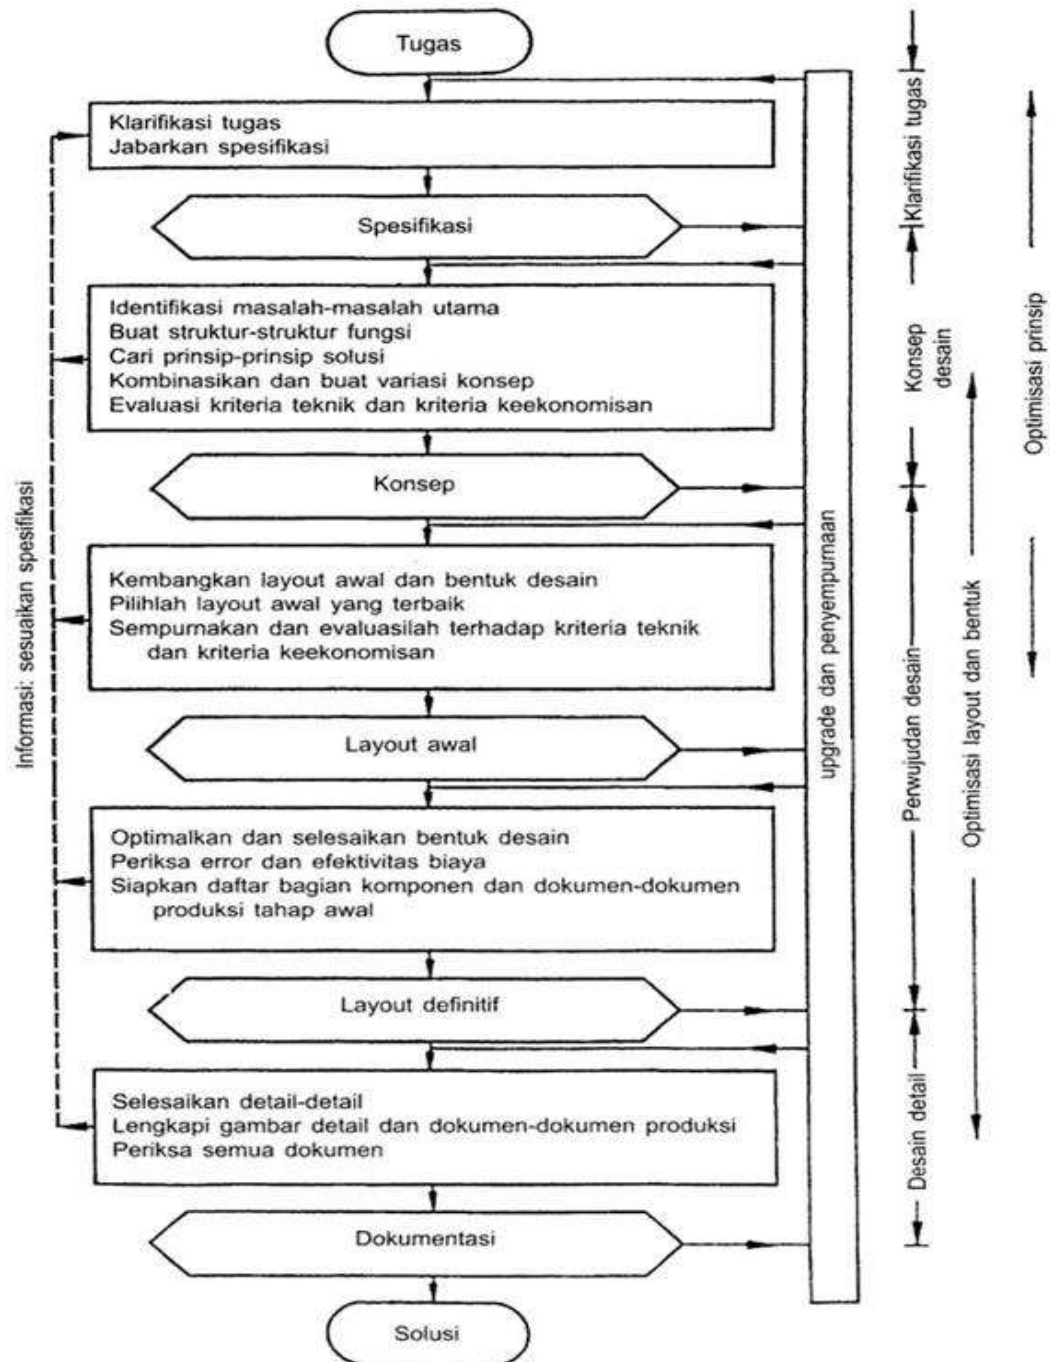 Tugas
Klarifikasi tugas
Jabarkan spesifikasi
Spesifikasi
Identifikasi masalah-masalah utama
Buat struktur-struktur fungsi
Cari prinsip-prinsip solusi
Kombinasikan dan buat variasi konsep
Evaluasi kriteria teknik dan kriteria keekonomisan
Konsep
Kembangkan layout awal dan bentuk desain
Pilihlah layout awal yang terbaik
Sempurnakan dan evaluasilah terhadap kriteria teknik
dan kriteria keekonomisan
Layout awal
Optimalkan dan selesaikan bentuk desain
Periksa error dan efektivitas biaya
Siapkan daftar bagian komponen dan dokumen-dokumen
produksi tahap awal
Layout definitif
Selesaikan detail-detail
Lengkapi gambar detail dan dokumen-dokumen produksi
Periksa semua dokumen
Dokumentasi
Solusi
Informasi: sesuaikan spesifikasi
upgrade dan penyempurnaan
Klarifikasi tugas
Konsep
desain
Perwujudan desain
Desain detail
Optimisasi layout dan bentuk
Optimisasi prinsip